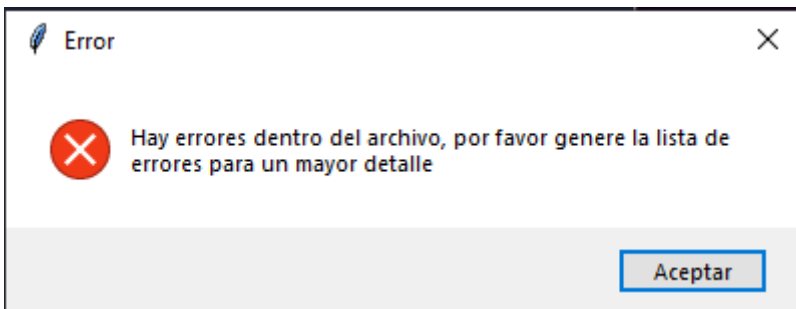 Error
Hay errores dentro del archivo, por favor genere la lista de
errores para un mayor detalle
Aceptar